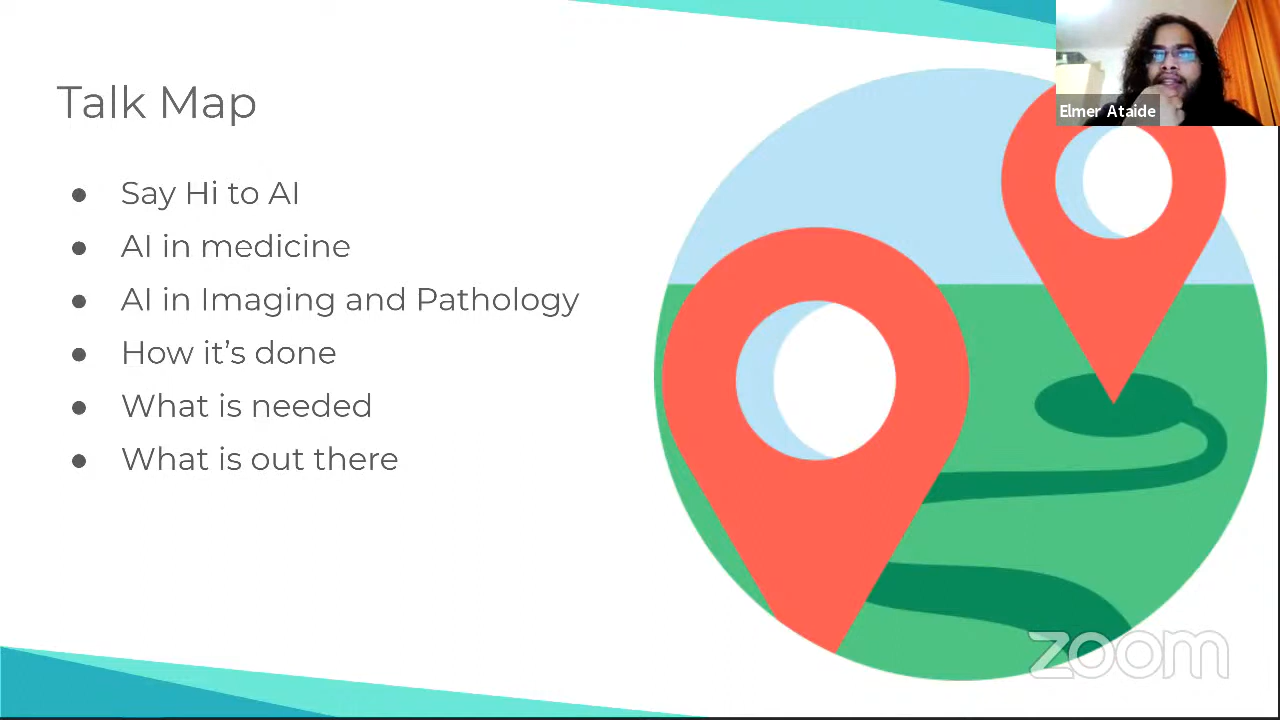 Talk Map
● Say Hi to AI
● AI in medicine
● AI in Imaging and Pathology
● How it’s done
● What is needed
● What is out there
Elmer Ataide
zoom